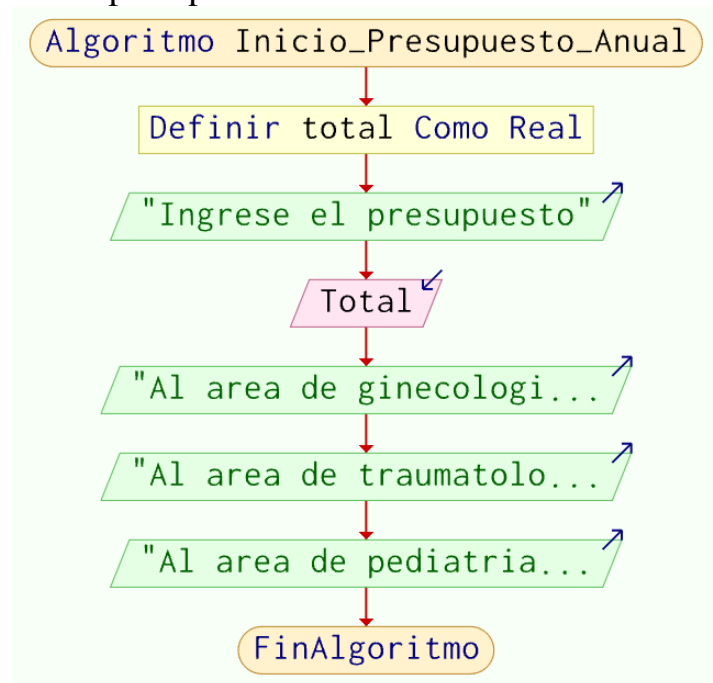 Algoritmo Inicio_Presupuesto_Anual
Definir total Como Real
"Ingrese el presupuesto"
Total
"Al area de ginecologi...
"Al area de traumatolo...
"Al area de pediatria...
FinAlgoritmo